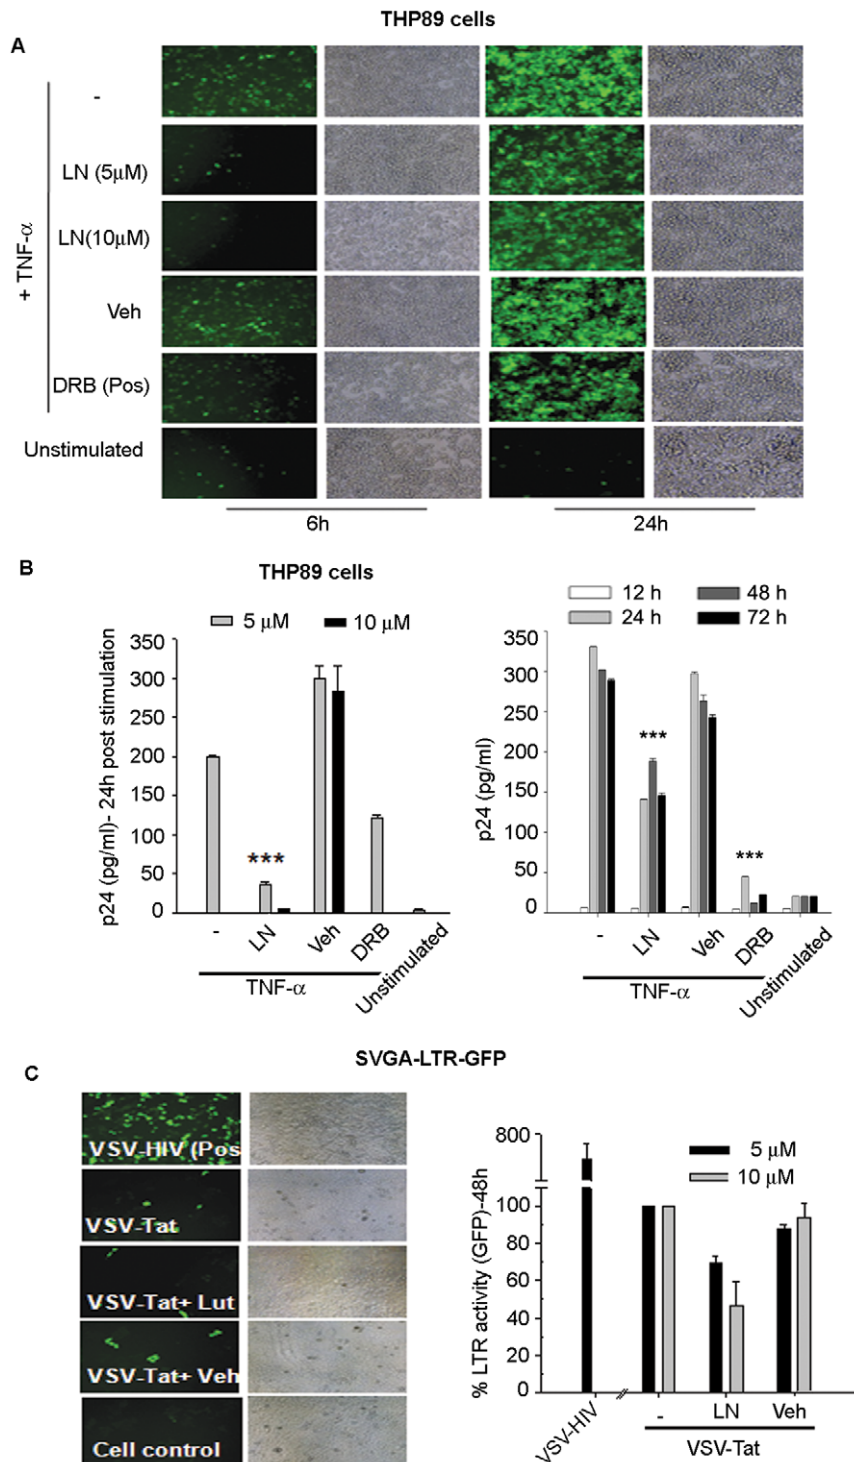 THP89 cells
A
-
LN (5µM)
LN(10µM)
Veh
DRB (Pos)
+ TNF-α
Unstimulated
6h
24h
B
THP89 cells
5 µM
10 µM
p24 (pg/ml)- 24h post stimulation
350
300
250
200
150
100
50
0
***
-
LN
Veh
DRB
Unstimulated
TNF-α
12 h
24 h
48 h
72 h
p24 (pg/ml)
350
300
250
200
150
100
50
0
***
***
-
LN
Veh
DRB
Unstimulated
TNF-α
SVGA-LTR-GFP
C
VSV-HIV (Pos
VSV-Tat
VSV-Tat+ Lut
VSV-Tat+ Veh
Cell control
5 µM
10 µM
% LTR activity (GFP)-48h
800
100
80
60
40
20
0
VSV-HIV
-
LN
Veh
VSV-Tat